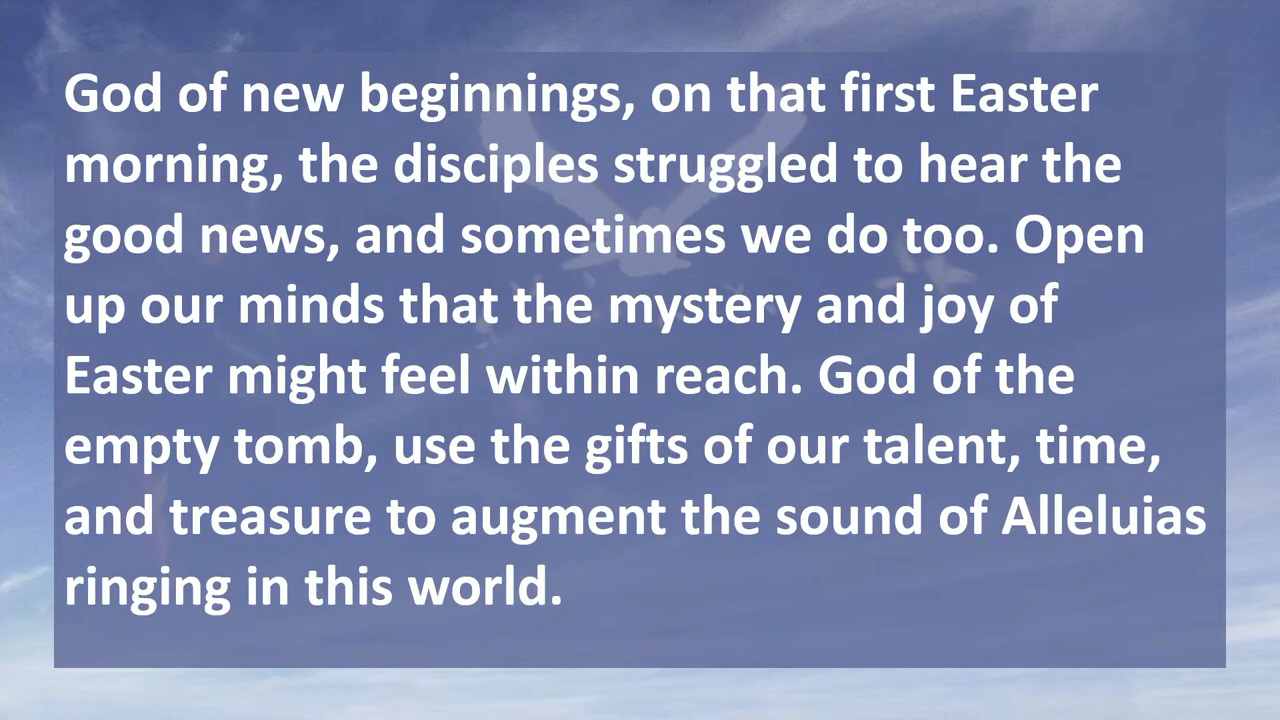 God of new beginnings, on that first Easter
morning, the disciples struggled to hear the
good news, and sometimes we do too. Open
up our minds that the mystery and joy of
Easter might feel within reach. God of the
empty tomb, use the gifts of our talent, time,
and treasure to augment the sound of Alleluias
ringing in this world.